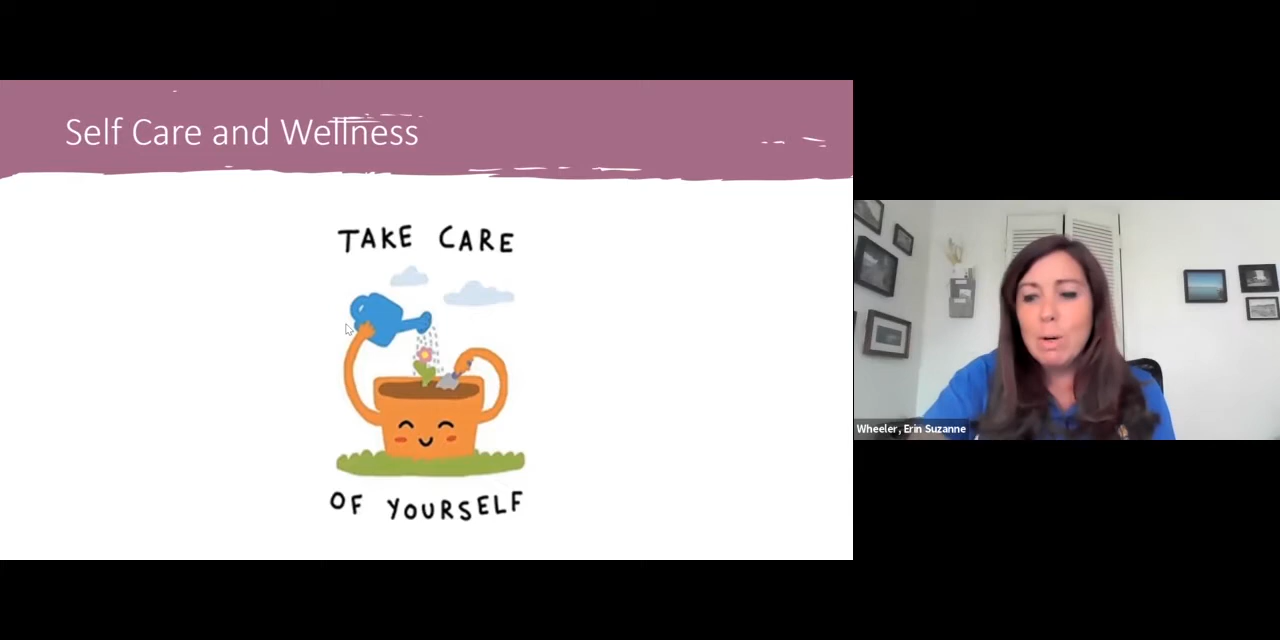 Self Care and Wellness
TAKE CARE
OF YOURSELF
Wheeler, Erin Suzanne